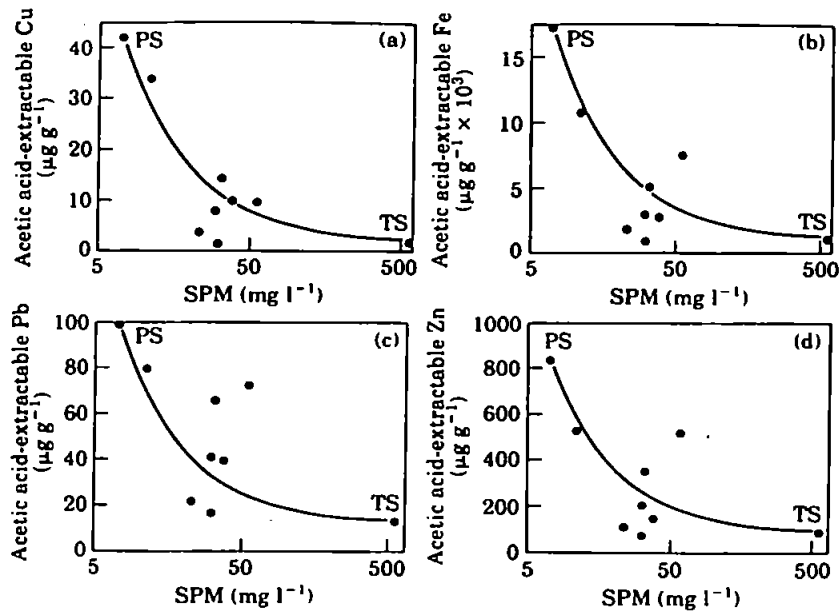 Acetic acid-extractable Cu
(μg g⁻¹)
40
30
20
10
0
PS
(a)
TS
5
50
500
SPM (mg l⁻¹)
Acetic acid-extractable Fe
(μg g⁻¹ × 10³)
15
10
5
0
PS
(b)
TS
5
50
500
SPM (mg l⁻¹)
Acetic acid-extractable Pb
(μg g⁻¹)
100
80
60
40
20
0
PS
(c)
TS
5
50
500
SPM (mg l⁻¹)
Acetic acid-extractable Zn
(μg g⁻¹)
1000
800
600
400
200
0
PS
(d)
TS
5
50
500
SPM (mg l⁻¹)